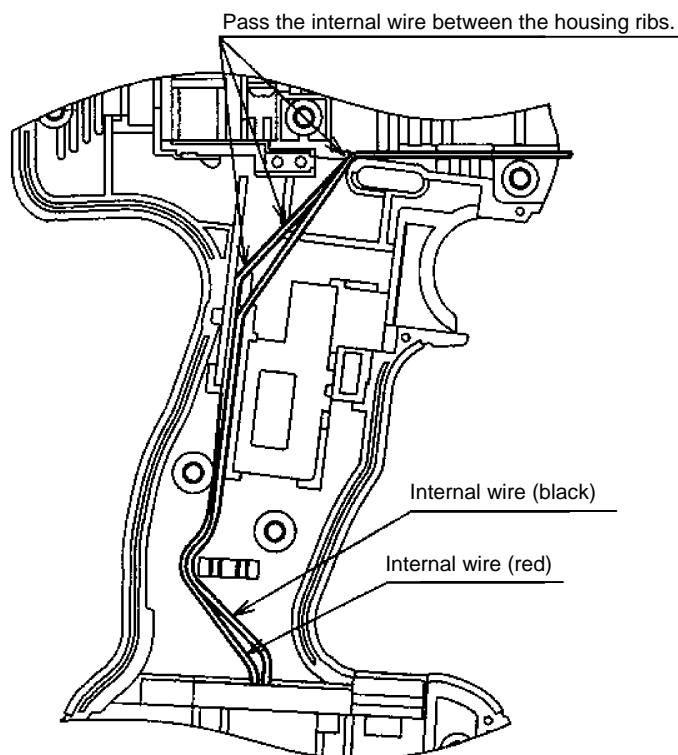 Pass the internal wire between the housing ribs.
Internal wire (black)
Internal wire (red)